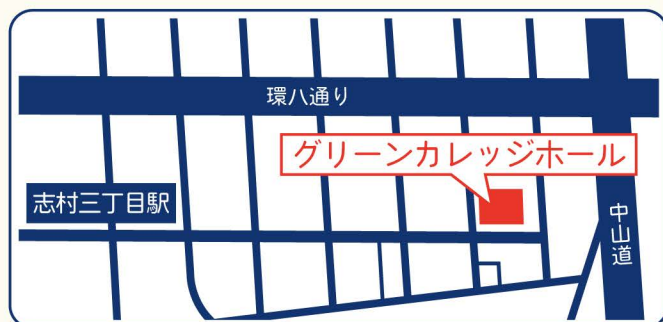 環八通り
グリーンカレッジホール
志村三丁目駅
中山道